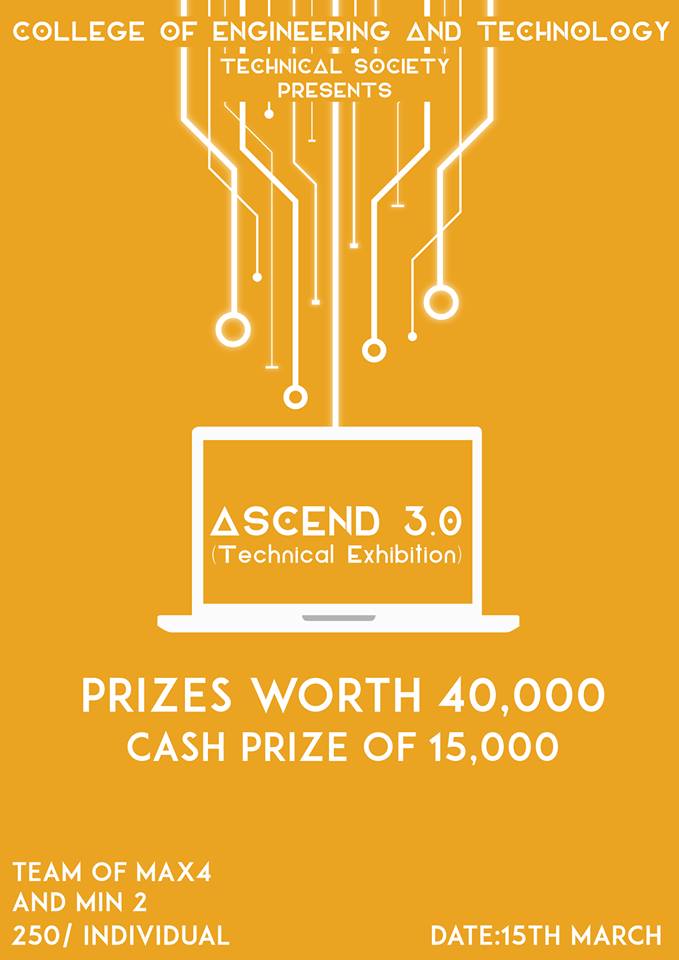 COLLEGE OF ENGINEERING AND TECHNOLOGY
TECHNICAL SOCIETY
PRESENTS
ASCEND 3.0
(Technical Exhibition)
PRIZES WORTH 40,000
CASH PRIZE OF 15,000
TEAM OF MAX4
AND MIN 2
250/ INDIVIDUAL
DATE:15TH MARCH